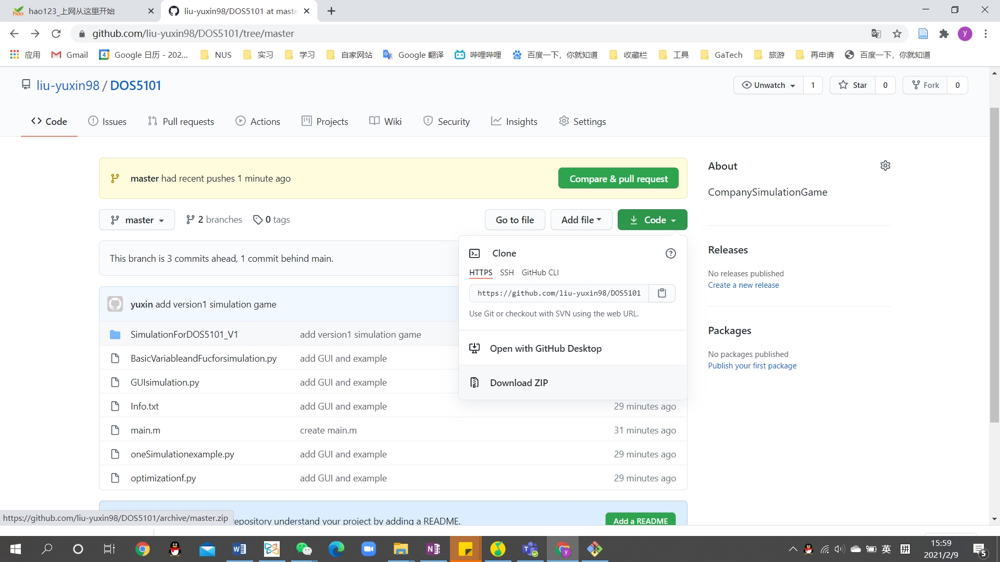 hao123_上网从这里开始
liu-yuxin98/DOS5101 at maste
github.com/liu-yuxin98/DOS5101/tree/master
y
应用
Gmail
4
Google 日历 - 202...
NUS
实习
学习
自家网站
Google 翻译
哔哩哔哩
百度一下，你就知道
收藏栏
工具
GaTech
旅游
再申请
百度一下，你就知道
liu-yuxin98 / DOS5101
Unwatch 1
Star 0
Fork 0
Code
Issues
Pull requests
Actions
Projects
Wiki
Security
Insights
Settings
master had recent pushes 1 minute ago
Compare & pull request
master
2 branches
0 tags
Go to file
Add file
Code
This branch is 3 commits ahead, 1 commit behind main.
Clone
HTTPS SSH GitHub CLI
https://github.com/liu-yuxin98/DOS5101
Use Git or checkout with SVN using the web URL.
Open with GitHub Desktop
Download ZIP
yuxin add version1 simulation game
SimulationForDOS5101_V1 add version1 simulation game
BasicVariableandFucforsimulation.py add GUI and example
GUIsimulation.py add GUI and example
Info.txt add GUI and example 29 minutes ago
main.m create main.m 31 minutes ago
oneSimulationexample.py add GUI and example 29 minutes ago
optimizationf.py add GUI and example 29 minutes ago
About
CompanySimulationGame
Releases
No releases published
Create a new release
Packages
No packages published
Publish your first package
https://github.com/liu-yuxin98/DOS5101/archive/master.zip
epository understand your project by adding a README.
Add a README
英
拼
15:59
2021/2/9
5